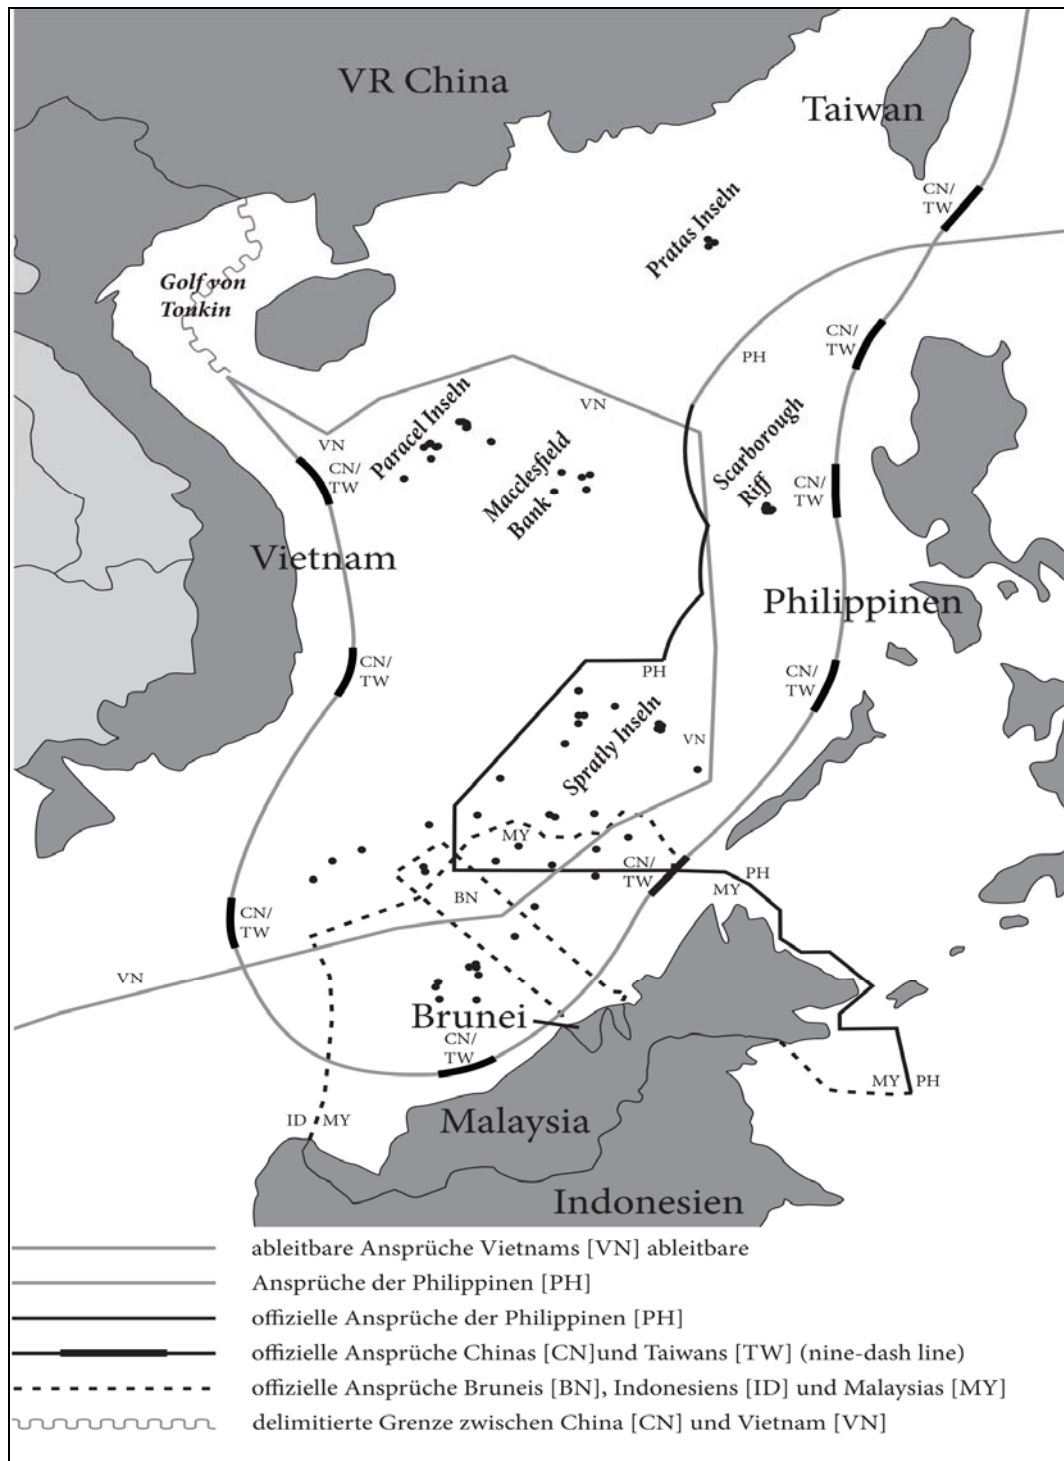 VR China
Taiwan
CN/
TW
Pratas Inseln
Golf von
Tonkin
CN/
TW
PH
VN
VN
Paracel Inseln
CN/
TW
Macclesfield
Bank
Scarborough
Riff
CN/
TW
Vietnam
Philippinen
CN/
TW
PH
CN/
TW
Spratly Inseln
VN
MY
CN/
TW
PH
MY
BN
CN/
TW
VN
Brunei
CN/
TW
MY
PH
ID
MY
Malaysia
Indonesien
ableitbare Ansprüche Vietnams [VN] ableitbare
Ansprüche der Philippinen [PH]
offizielle Ansprüche der Philippinen [PH]
offizielle Ansprüche Chinas [CN]und Taiwans [TW] (nine-dash line)
offizielle Ansprüche Bruneis [BN], Indonesiens [ID] und Malaysias [MY]
delimitierte Grenze zwischen China [CN] und Vietnam [VN]